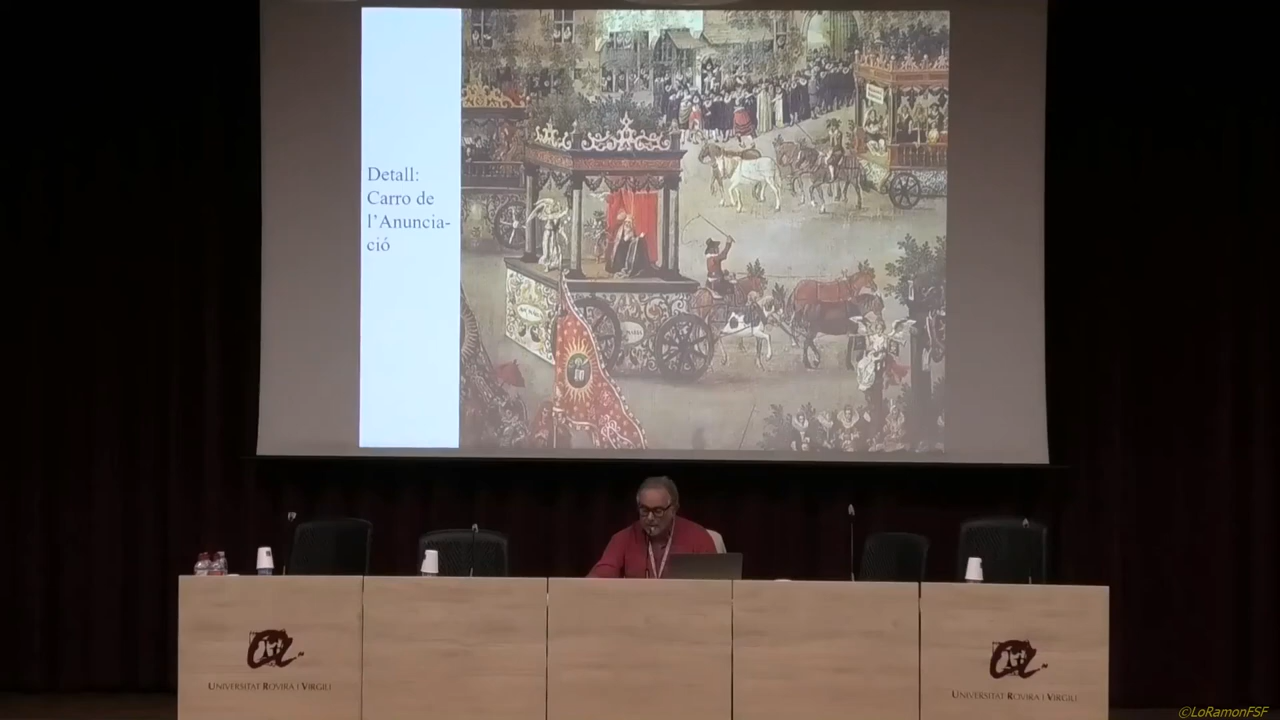 Detall:
Carro de
l'Anuncia-
ció
UNIVERSITAT ROVIRA I VIRGILI
UNIVERSITAT ROVIRA I VIRGILI
©LoRamonFSF